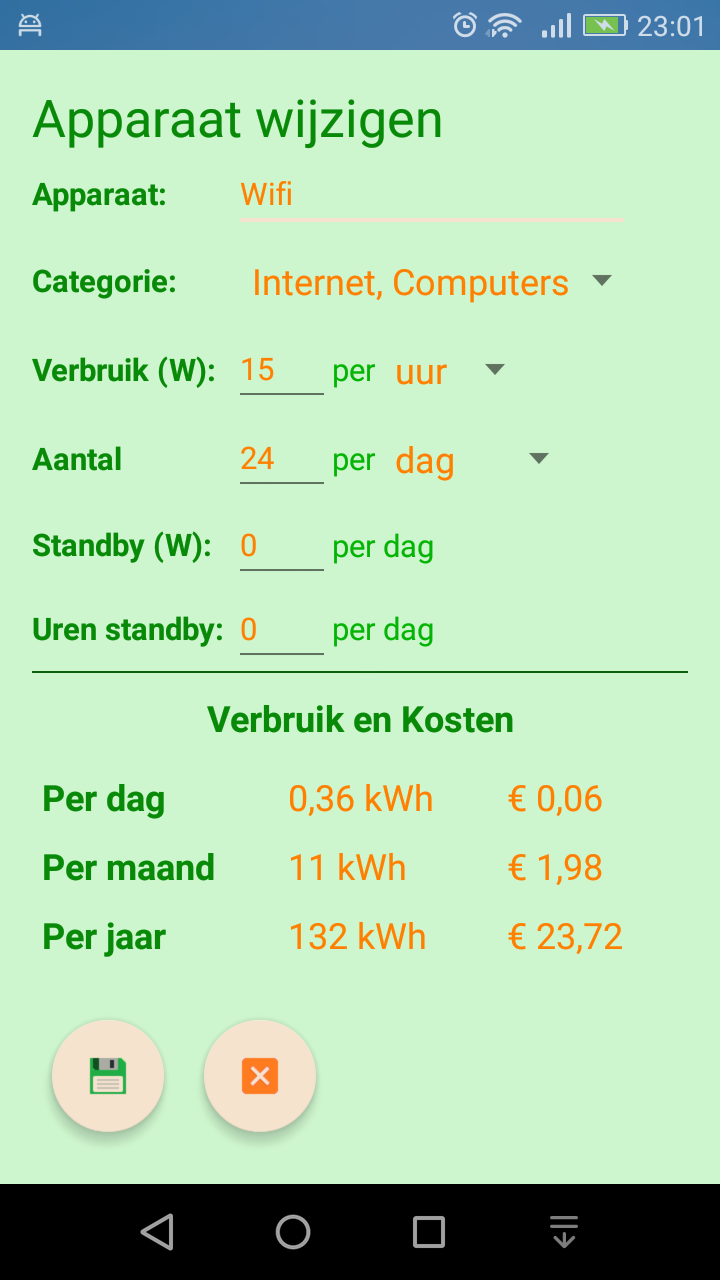 23:01
Apparaat wijzigen
Apparaat: Wifi
Categorie: Internet, Computers
Verbruik (W): 15 per uur
Aantal 24 per dag
Standby (W): 0 per dag
Uren standby: 0 per dag
Verbruik en Kosten
Per dag 0,36 kWh € 0,06
Per maand 11 kWh € 1,98
Per jaar 132 kWh € 23,72